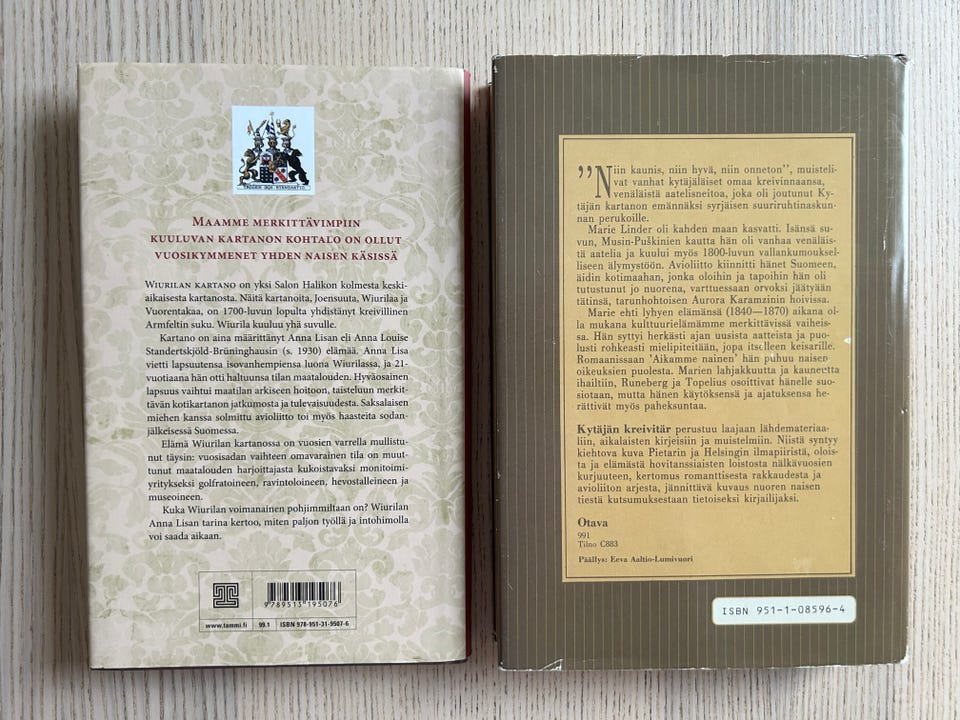 MAAMME MERKITTÄVIMPIIN
KUULUVAN KARTANON KOHTALO ON OLLUT
VUOSIKYMMENET YHDEN NAISEN KÄSISSÄ
WIURILAN KARTANO on yksi Salon Halikon kolmesta keski-
aikaisesta kartanosta. Näitä kartanoita, Joensuuta, Wiurilaa ja
Vuorentakaa, on 1700-luvun lopulta yhdistänyt kreivillinen
Armfeltin suku. Wiurila kuuluu yhä suvulle.
Kartano on aina määrittänyt Anna Lisan eli Anna Louise
Standertskjöld-Brüninghausin (s. 1930) elämää. Anna Lisa
vietti lapsuutensa isovanhempiensa luona Wiurilassa, ja 21-
vuotiaana hän otti haltuunsa tilan maatalouden. Hyväosainen
lapsuus vaihtui maatilan arkiseen hoitoon, taisteluun merkit-
tävän kotikartanon jatkumosta ja tulevaisuudesta. Saksalaisen
miehen kanssa solmittu avioliitto toi myös haasteita sodan-
jälkeisessä Suomessa.
Elämä Wiurilan kartanossa on vuosien varrella mullistu-
nut täysin: vuosisadan vaihteen omavarainen tila on muut-
tunut maatalouden harjoittajasta kukoistavaksi monitoimi-
yritykseksi golfratoineen, ravintoloineen, hevostalleineen ja
museoineen.
Kuka Wiurilan voimanainen pohjimmiltaan on? Wiurilan
Anna Lisan tarina kertoo, miten paljon työllä ja intohimolla
voi saada aikaan.
9789513195076
www.tammi.fi 99.1 ISBN 978-951-31-9507-6
”Niin kaunis, niin hyvä, niin onneton”, muisteli-
vat vanhat kytäjäläiset omaa kreivinnaansa,
venäläistä aatelisneitoa, joka oli joutunut Ky-
täjän kartanon emännäksi syrjäisen suuriruhtinaskun-
nan perukoille.
Marie Linder oli kahden maan kasvatti. Isänsä su-
vun, Musin-Puškinien kautta hän oli vanhaa venäläis-
tä aatelia ja kuului myös 1800-luvun vallankumouksel-
liseen älymystöön. Avioliitto kiinnitti hänet Suomeen,
äidin kotimaahan, jonka oloihin ja tapoihin hän oli
tutustunut jo nuorena, varttuessaan orvoksi jäätyään
tätinsä, tarunhohtoisen Aurora Karamzinin hoivissa.
Marie ehti lyhyen elämänsä (1840—1870) aikana ol-
la mukana kulttuurielämämme merkittävissä vaiheis-
sa. Hän syttyi herkästi ajan uusista aatteista ja puo-
lusti rohkeasti mielipiteitään, jopa itselleen keisarille.
Romaanissaan 'Aikamme nainen' hän puhuu naisen
oikeuksien puolesta. Marien lahjakkuutta ja kauneutta
ihailtiin, Runeberg ja Topelius osoittivat hänelle suo-
siotaan, mutta hänen käytöksensä ja ajatuksensa he-
rättivät myös paheksuntaa.
Kytäjän kreivitär perustuu laajaan lähdemateriaa-
liin, aikalaisten kirjeisiin ja muistelmiin. Niistä syntyy
kiehtova kuva Pietarin ja Helsingin ilmapiiristä, olois-
ta ja elämästä hovitanssiaisten loistosta nälkävuosien
kurjuuteen, kertomus romanttisesta rakkaudesta ja
avioliiton arjesta, jännittävä kuvaus nuoren naisen
tiestä kutsumuksestaan tietoiseksi kirjailijaksi.
Otava
991
Tilno C883
Päällys: Eeva Aaltio-Lumivuori
ISBN 951-1-08596-4